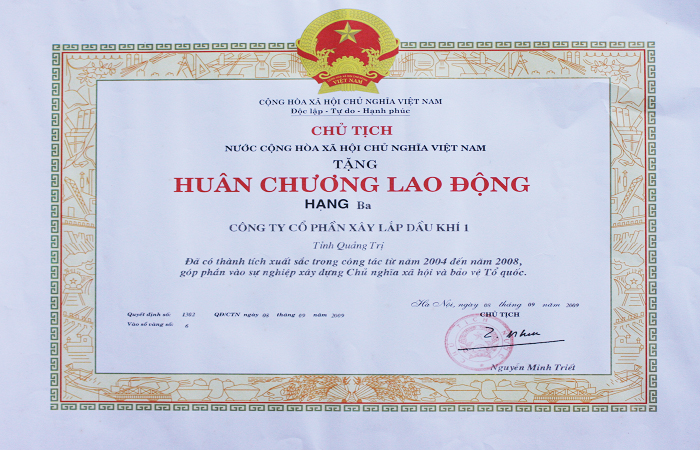 VIỆT NAM
CỘNG HÒA XÃ HỘI CHỦ NGHĨA VIỆT NAM
Độc lập - Tự do - Hạnh phúc
CHỦ TỊCH
NƯỚC CỘNG HÒA XÃ HỘI CHỦ NGHĨA VIỆT NAM
TẶNG
HUÂN CHƯƠNG LAO ĐỘNG
HẠNG Ba
CÔNG TY CỔ PHẦN XÂY LẮP DẦU KHÍ 1
Tỉnh Quảng Trị
Đã có thành tích xuất sắc trong công tác từ năm 2004 đến năm 2008,
góp phần vào sự nghiệp xây dựng Chủ nghĩa xã hội và bảo vệ Tổ quốc.
Hà Nội, ngày tháng 09 năm 2009
Quyết định số: 1302 QĐ/CTN ngày tháng 09 năm 2009
CHỦ TỊCH
Vào sổ vàng số: 6
Nguyễn Minh Triết